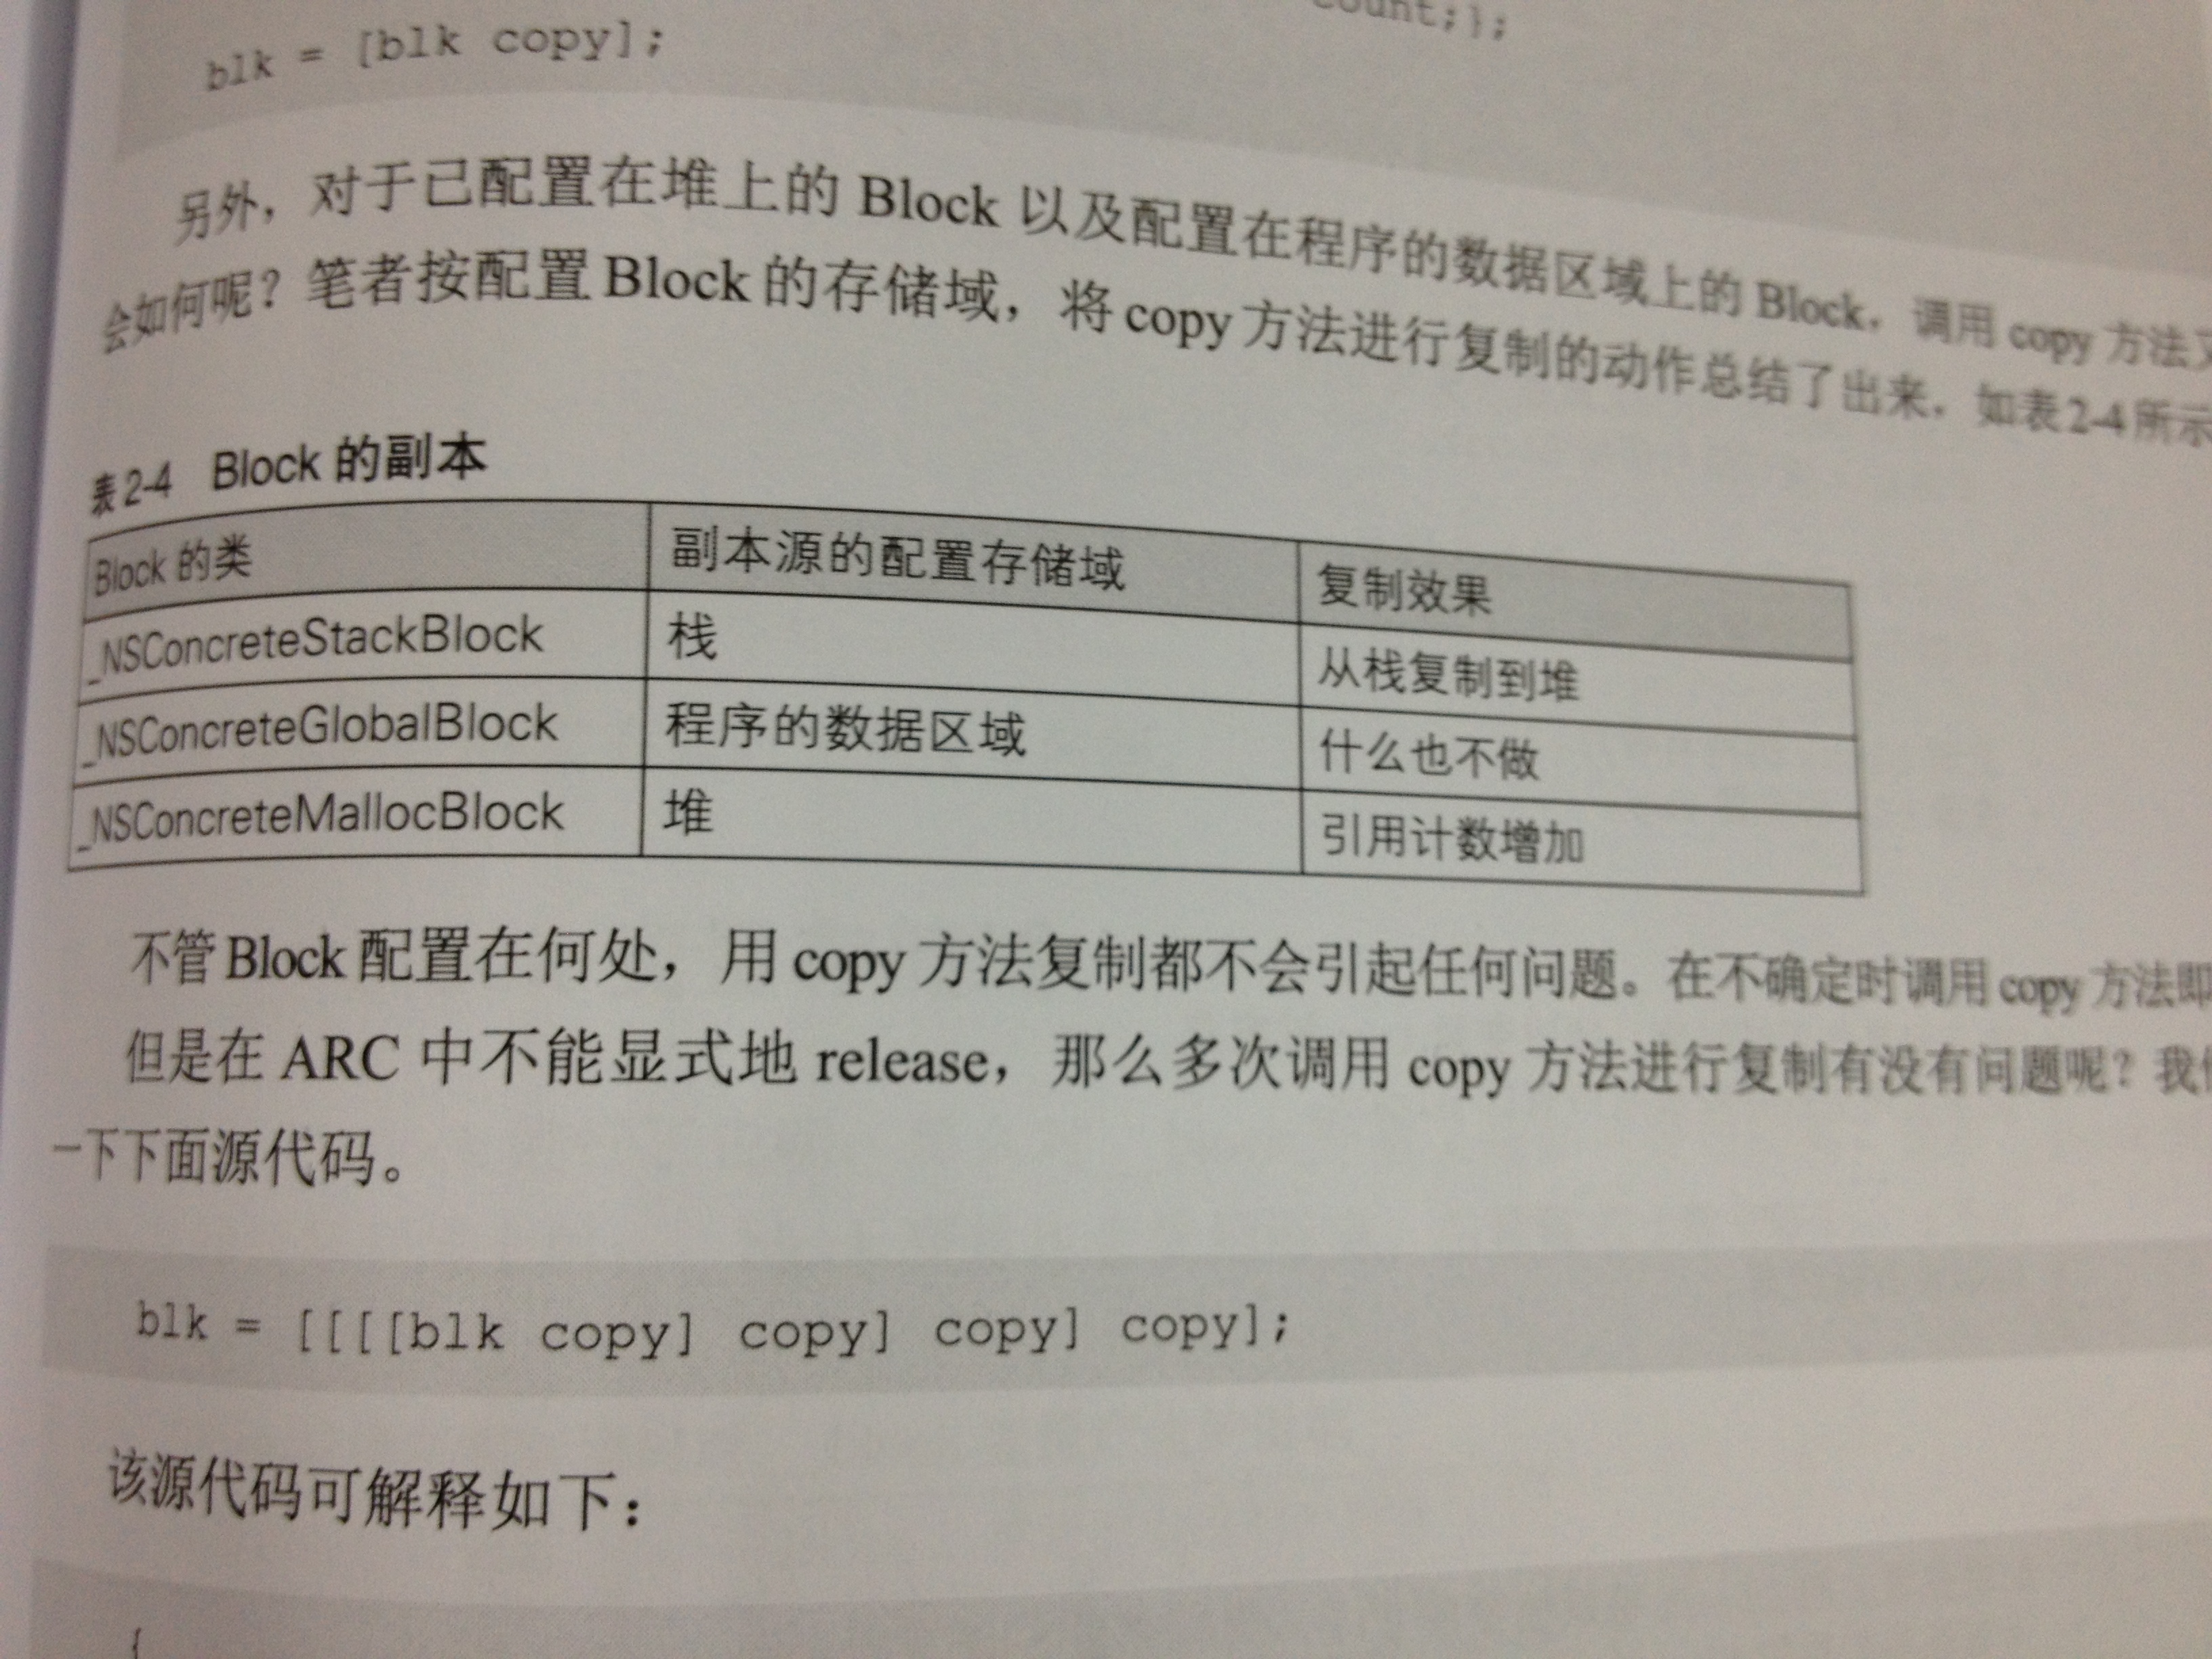 count;};
blk = [blk copy];
另外，对于已配置在堆上的 Block 以及配置在程序的数据区域上的 Block，调用 copy 方法又
会如何呢？笔者按配置 Block 的存储域，将 copy 方法进行复制的动作总结了出来，如表2-4所示
表2-4 Block 的副本
Block 的类 副本源的配置存储域 复制效果
_NSConcreteStackBlock 栈 从栈复制到堆
_NSConcreteGlobalBlock 程序的数据区域 什么也不做
_NSConcreteMallocBlock 堆 引用计数增加
不管 Block 配置在何处，用 copy 方法复制都不会引起任何问题。在不确定时调用 copy 方法即
但是在 ARC 中不能显式地 release，那么多次调用 copy 方法进行复制有没有问题呢？我
一下下面源代码。
blk = [[[[blk copy] copy] copy] copy];
该源代码可解释如下：
{